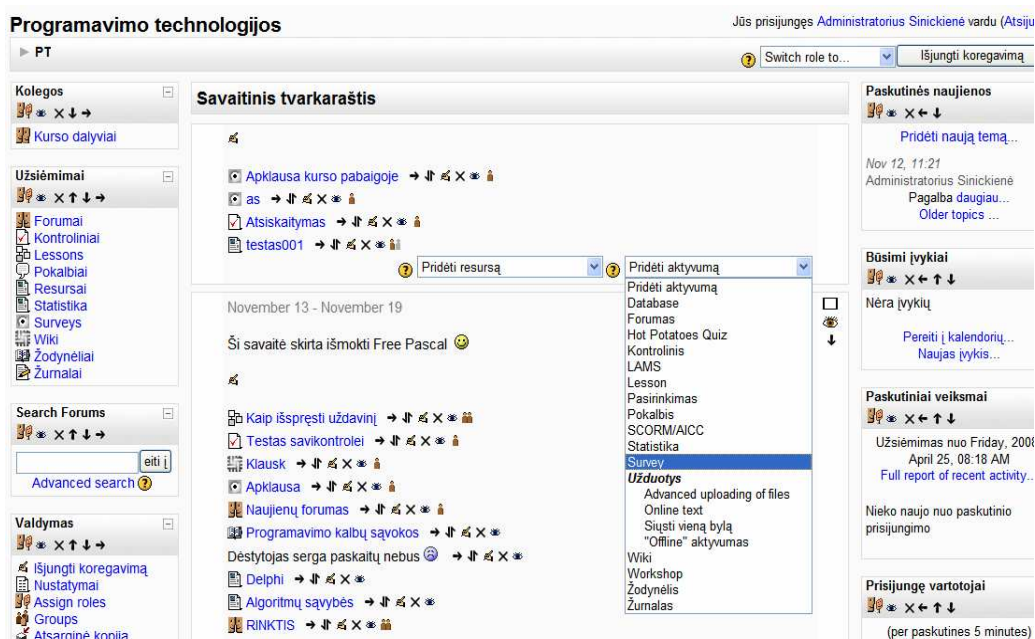 Programavimo technologijos
Jūs prisijungęs Administratorius Sinickienė vardu (Atsiju
PT
Switch role to...
Išjungti koregavimą
Kolegos
Kurso dalyviai
Užsiėmimai
Forumai
Kontroliniai
Lessons
Pokalbiai
Resursai
Statistika
Surveys
Wiki
Žodynėliai
Žurnalai
Search Forums
eiti į
Advanced search
Valdymas
Išjungti koregavimą
Nustatymai
Assign roles
Groups
Atsarginė kopija
Savaitinis tvarkaraštis
Apklausa kurso pabaigoje
as
Atsiskaitymas
testas001
Pridėti resursą
Pridėti aktyvumą
Pridėti aktyvumą
Database
Forumas
Hot Potatoes Quiz
Kontrolinis
LAMS
Lesson
Pasirinkimas
Pokalbis
SCORM/AICC
Statistika
Survey
Užduotys
Advanced uploading of files
Online text
Siųsti vieną bylą
"Offline" aktyvumas
Wiki
Workshop
Žodynėlis
Žurnalas
November 13 - November 19
Ši savaitė skirta išmokti Free Pascal
Kaip išspręsti uždavinį
Testas savikontrolei
Klausk
Apklausa
Naujienų forumas
Programavimo kalbų sąvokos
Dėstytojas serga paskaitų nebus
Delphi
Algoritmų sąvybės
RINKTIS
Paskutinės naujienos
Pridėti naują temą...
Nov 12, 11:21
Administratorius Sinickienė
Pagalba daugiau...
Older topics ...
Būsimi įvykiai
Nėra įvykių
Pereiti į kalendorių...
Naujas įvykis...
Paskutiniai veiksmai
Užsiėmimas nuo Friday, 2008
April 25, 08:18 AM
Full report of recent activity...
Nieko naujo nuo paskutinio
prisijungimo
Prisijungę vartotojai
(per paskutines 5 minutes)